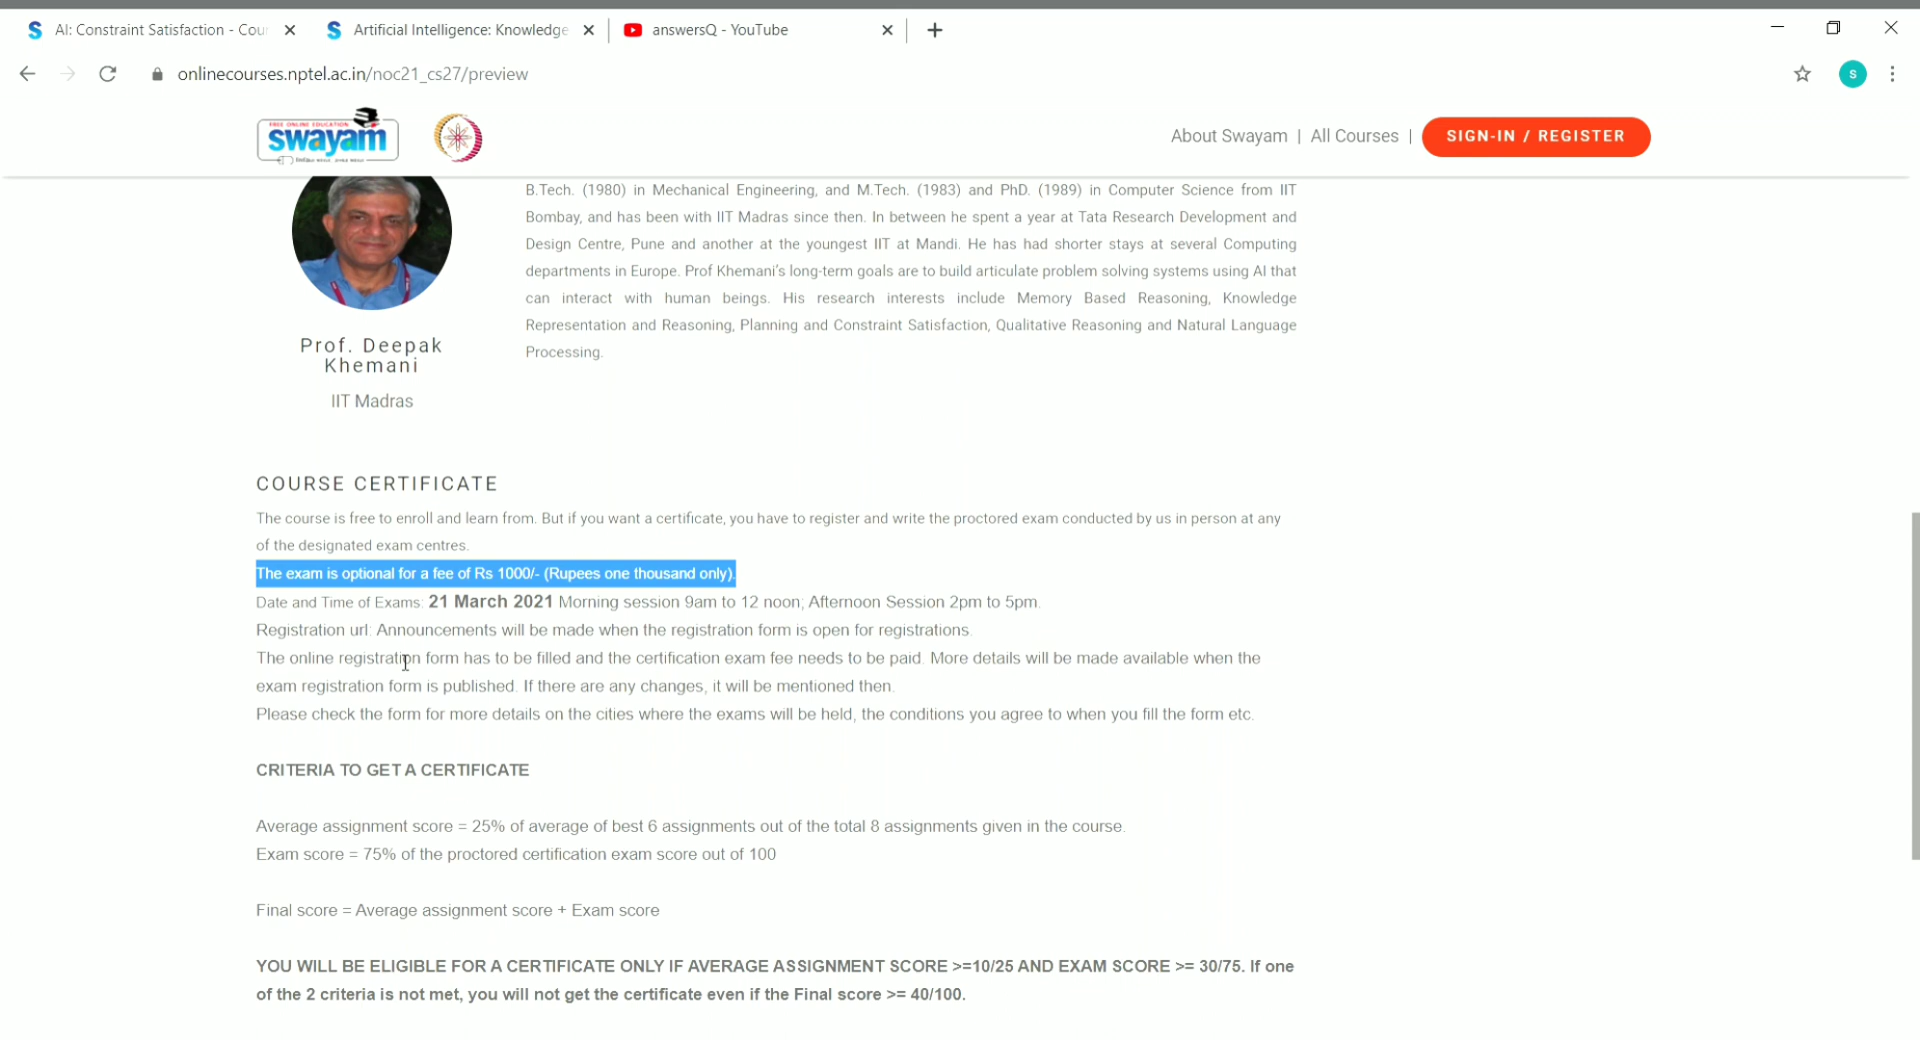 AI: Constraint Satisfaction - Cou
Artificial Intelligence: Knowledge
answersQ - YouTube
onlinecourses.nptel.ac.in/noc21_cs27/preview
S
FREE ONLINE EDUCATION
swayam
About Swayam | All Courses |
SIGN-IN / REGISTER
B.Tech. (1980) in Mechanical Engineering, and M.Tech. (1983) and PhD. (1989) in Computer Science from IIT
Bombay, and has been with IIT Madras since then. In between he spent a year at Tata Research Development and
Design Centre, Pune and another at the youngest IIT at Mandi. He has had shorter stays at several Computing
departments in Europe. Prof Khemani's long-term goals are to build articulate problem solving systems using AI that
can interact with human beings. His research interests include Memory Based Reasoning, Knowledge
Representation and Reasoning, Planning and Constraint Satisfaction, Qualitative Reasoning and Natural Language
Processing.
Prof. Deepak
Khemani
IIT Madras
COURSE CERTIFICATE
The course is free to enroll and learn from. But if you want a certificate, you have to register and write the proctored exam conducted by us in person at any
of the designated exam centres.
The exam is optional for a fee of Rs 1000/- (Rupees one thousand only).
Date and Time of Exams: 21 March 2021 Morning session 9am to 12 noon; Afternoon Session 2pm to 5pm.
Registration url: Announcements will be made when the registration form is open for registrations.
The online registration form has to be filled and the certification exam fee needs to be paid. More details will be made available when the
exam registration form is published. If there are any changes, it will be mentioned then.
Please check the form for more details on the cities where the exams will be held, the conditions you agree to when you fill the form etc.
CRITERIA TO GET A CERTIFICATE
Average assignment score = 25% of average of best 6 assignments out of the total 8 assignments given in the course.
Exam score = 75% of the proctored certification exam score out of 100
Final score = Average assignment score + Exam score
YOU WILL BE ELIGIBLE FOR A CERTIFICATE ONLY IF AVERAGE ASSIGNMENT SCORE >=10/25 AND EXAM SCORE >= 30/75. If one
of the 2 criteria is not met, you will not get the certificate even if the Final score >= 40/100.